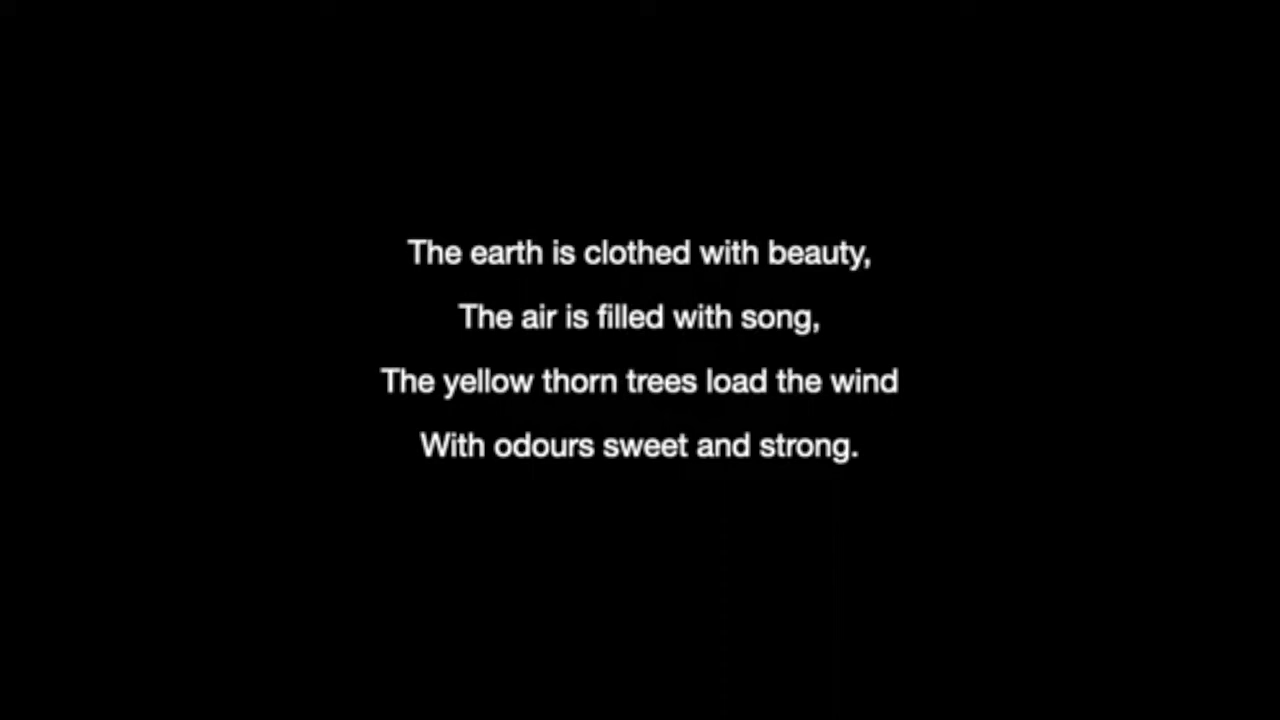 The earth is clothed with beauty,
The air is filled with song,
The yellow thorn trees load the wind
With odours sweet and strong.